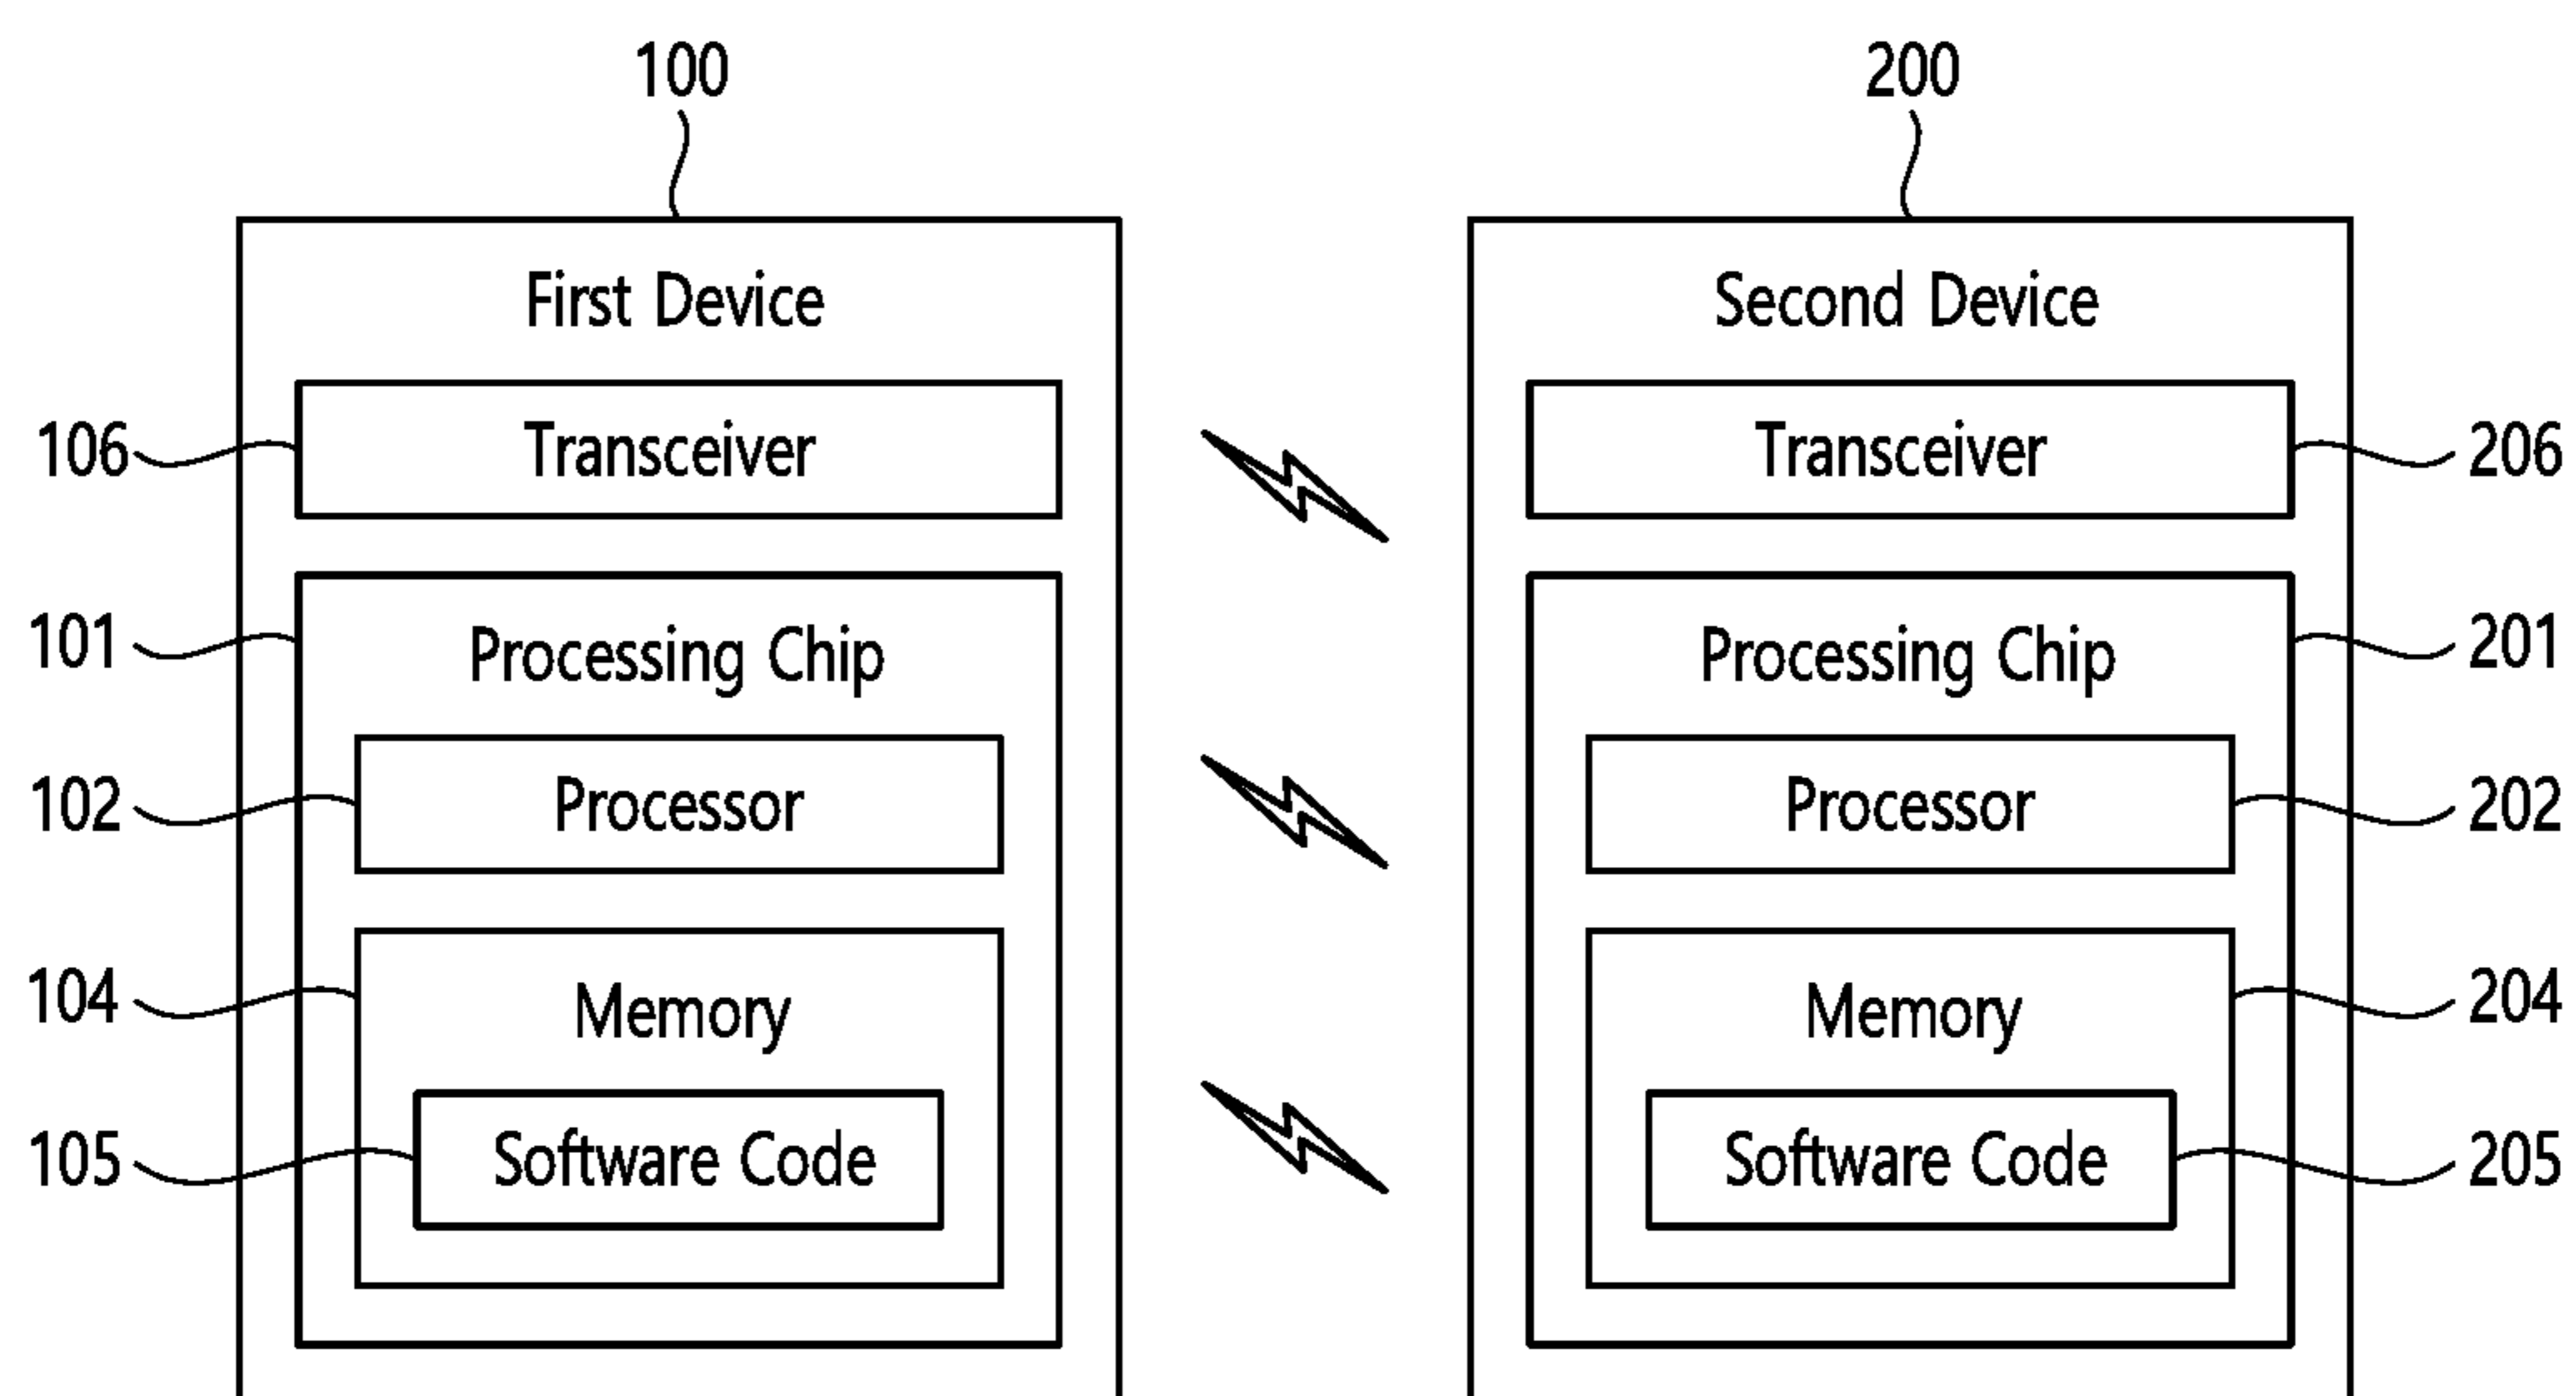 100
200
First Device
Second Device
106
Transceiver
Transceiver
206
101
Processing Chip
Processing Chip
201
102
Processor
Processor
202
104
Memory
Memory
204
105
Software Code
Software Code
205